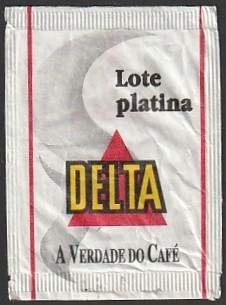 Lote
platina
DELTA
A VERDADE DO CAFÉ